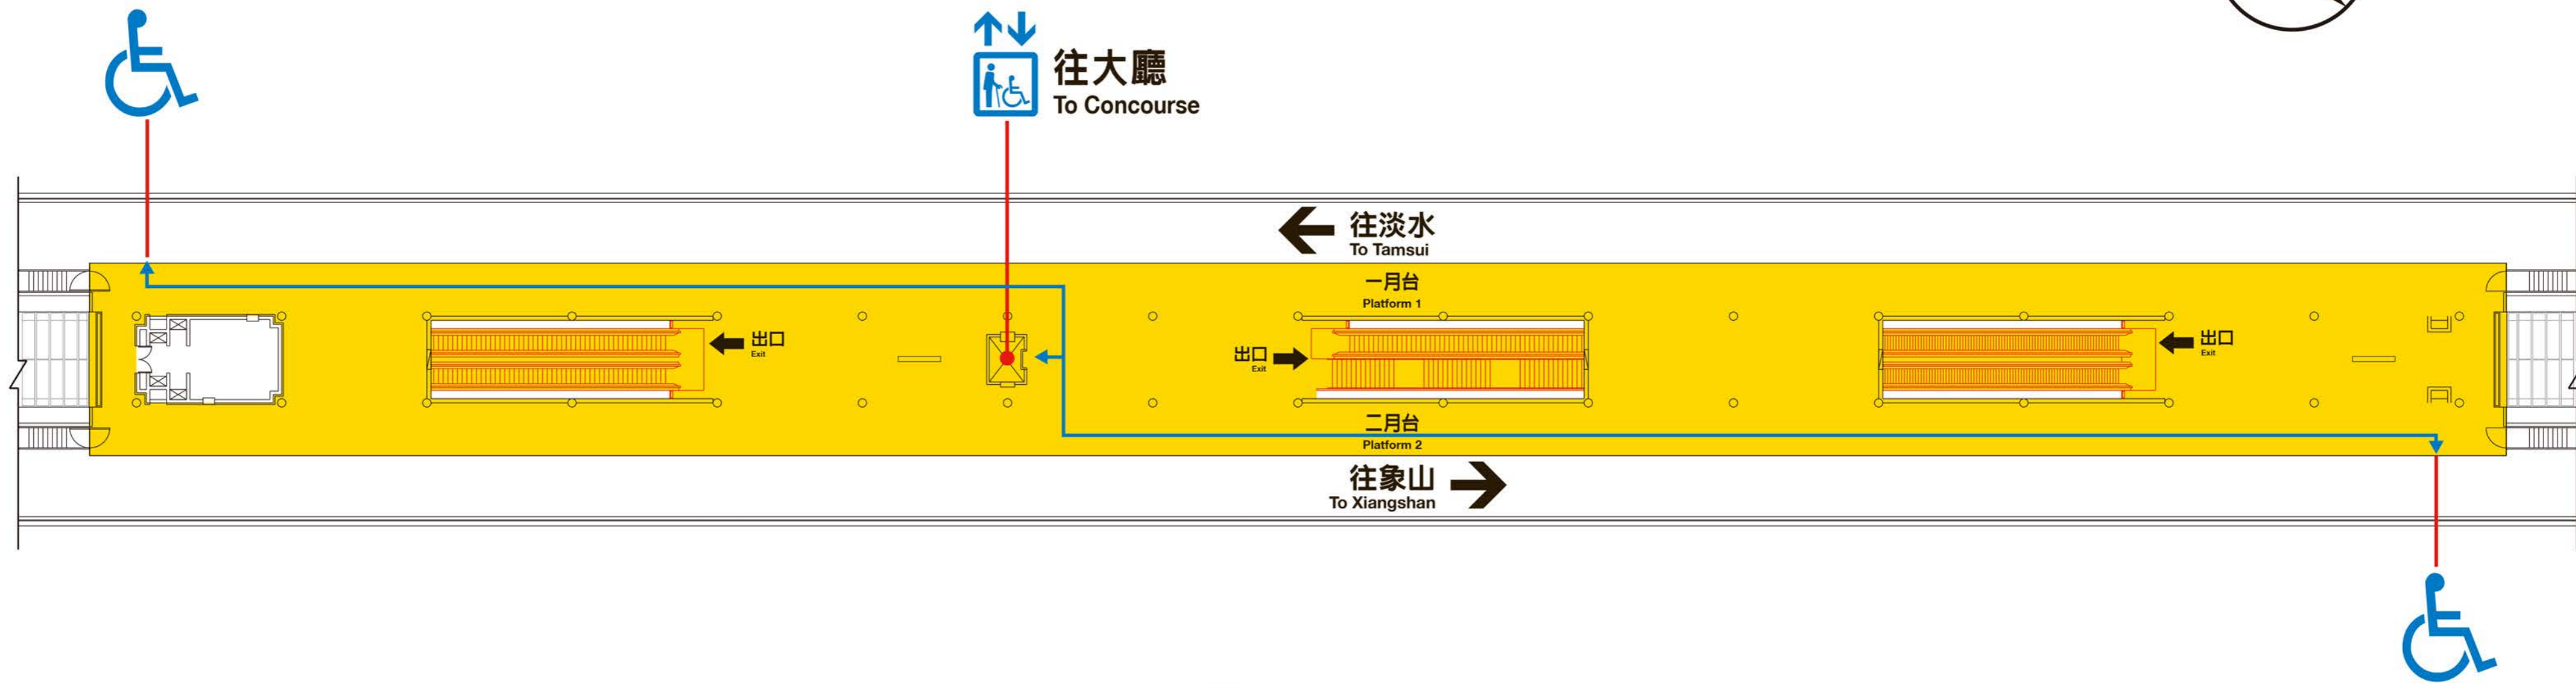 往大廳
To Concourse
往淡水
To Tamsui
一月台
Platform 1
出口
Exit
出口
Exit
出口
Exit
二月台
Platform 2
往象山
To Xiangshan